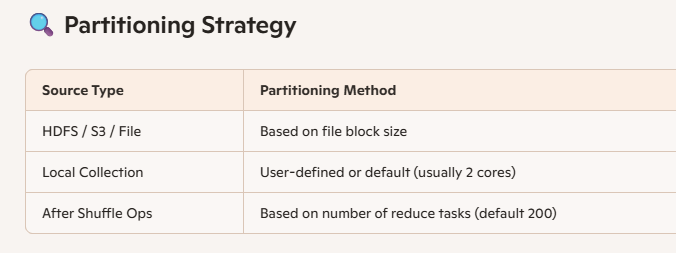 Partitioning Strategy
Source Type Partitioning Method
HDFS / S3 / File Based on file block size
Local Collection User-defined or default (usually 2 cores)
After Shuffle Ops Based on number of reduce tasks (default 200)